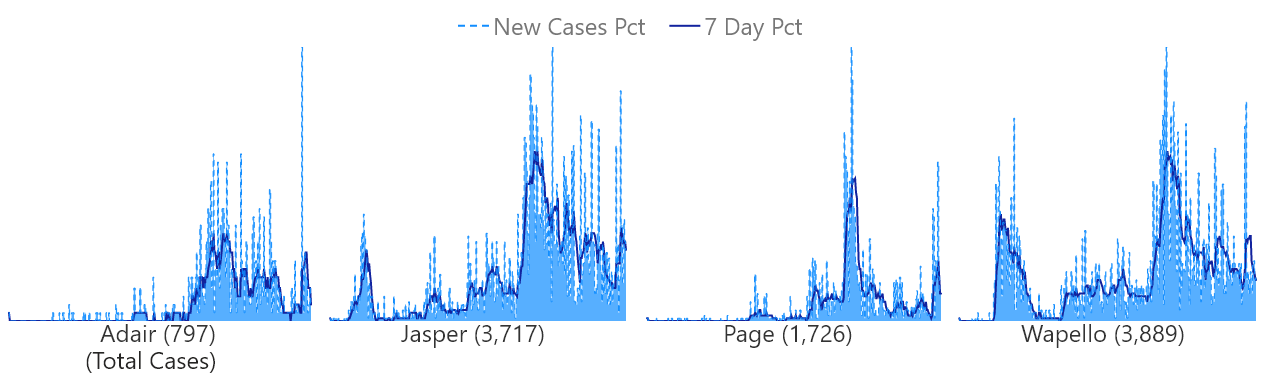 New Cases Pct 7 Day Pct
Adair (797) Jasper (3,717) Page (1,726) Wapello (3,889)
(Total Cases)